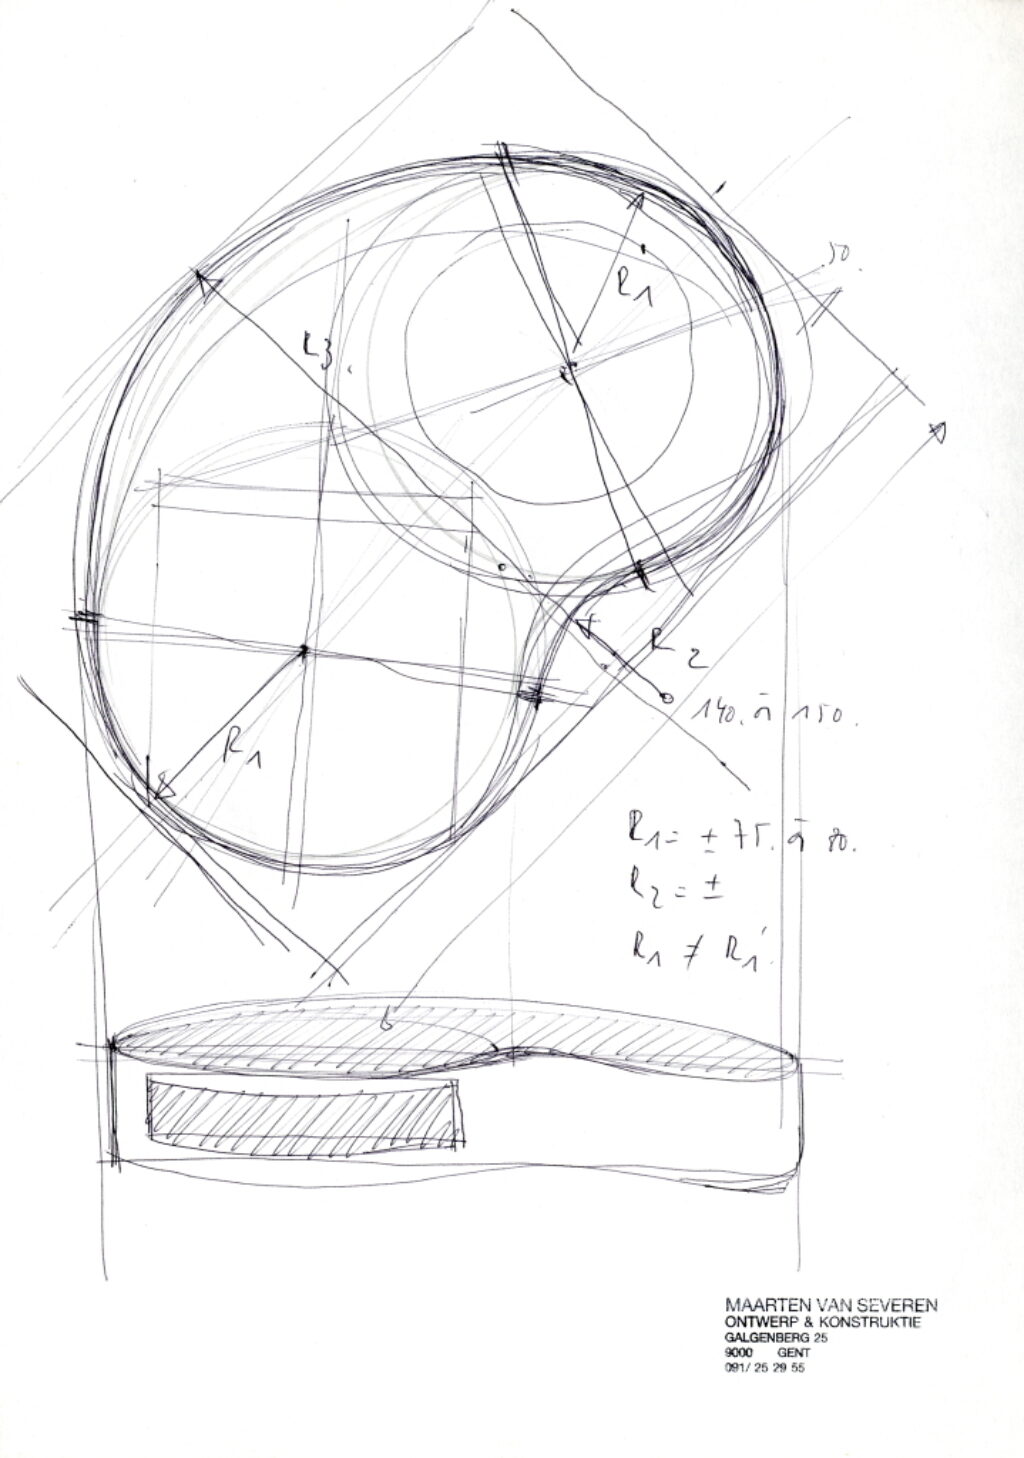 50.
R1
R3
R2
140. à 150.
R1
R1 = ± 75. à 80.
R2 = ±
R1 ≠ R1'
MAARTEN VAN SEVEREN
ONTWERP & KONSTRUKTIE
GALGENBERG 25
9000 GENT
091/ 25 29 55